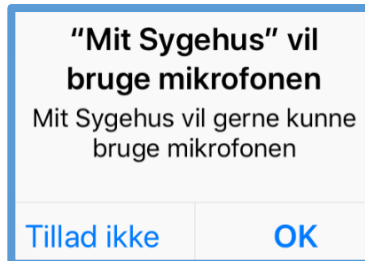 “Mit Sygehus” vil
bruge mikrofonen
Mit Sygehus vil gerne kunne
bruge mikrofonen
Tillad ikke
OK